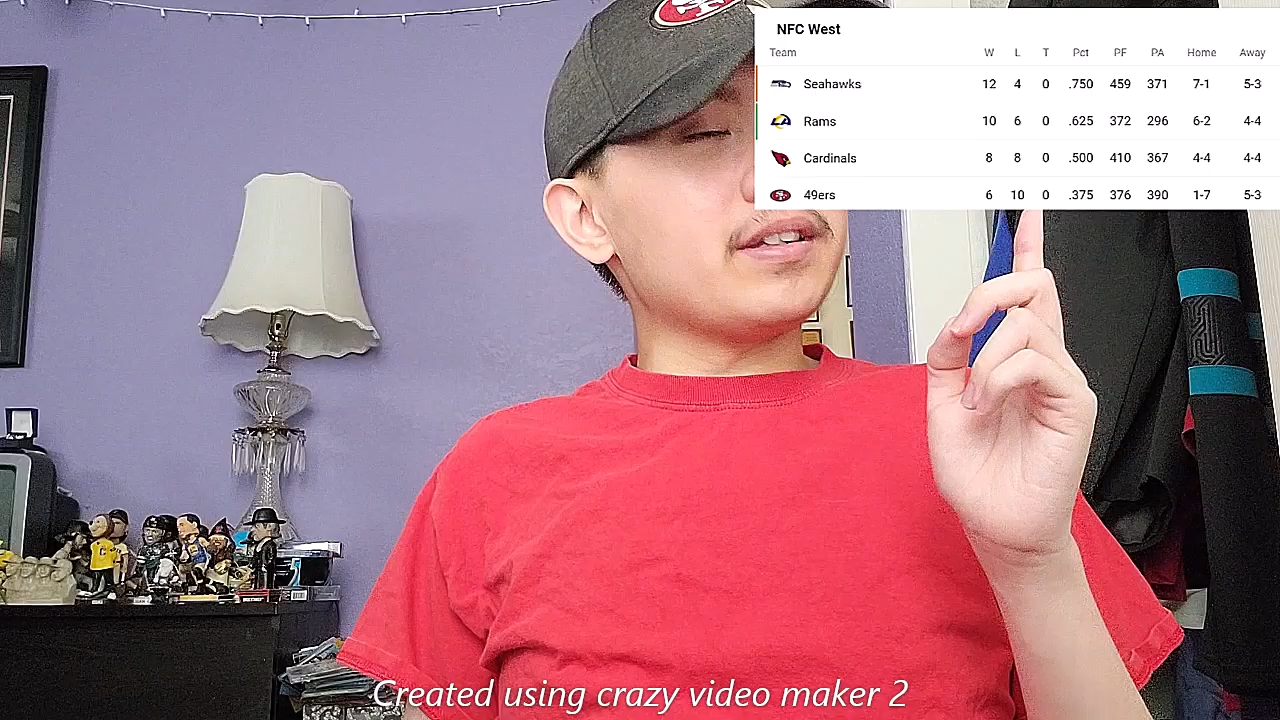 NFC West
Team W L T Pct PF PA Home Away
Seahawks 12 4 0 .750 459 371 7-1 5-3
Rams 10 6 0 .625 372 296 6-2 4-4
Cardinals 8 8 0 .500 410 367 4-4 4-4
49ers 6 10 0 .375 376 390 1-7 5-3
Created using crazy video maker 2